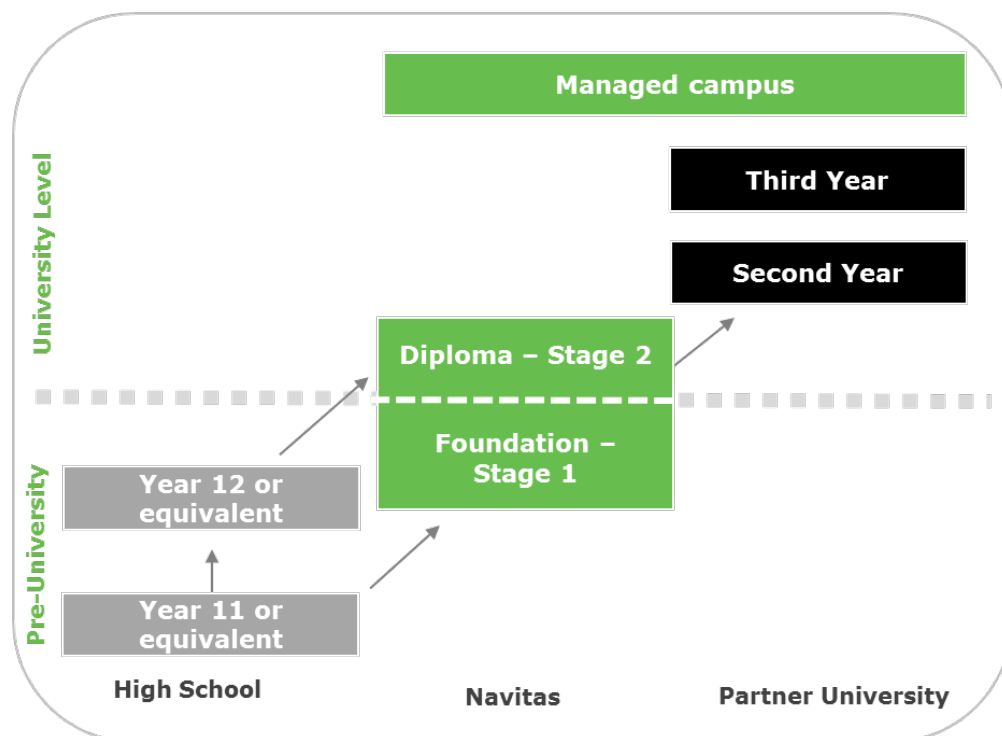 Managed campus
University Level
Third Year
Second Year
Diploma – Stage 2
Foundation –
Stage 1
Pre-University
Year 12 or
equivalent
Year 11 or
equivalent
High School
Navitas
Partner University